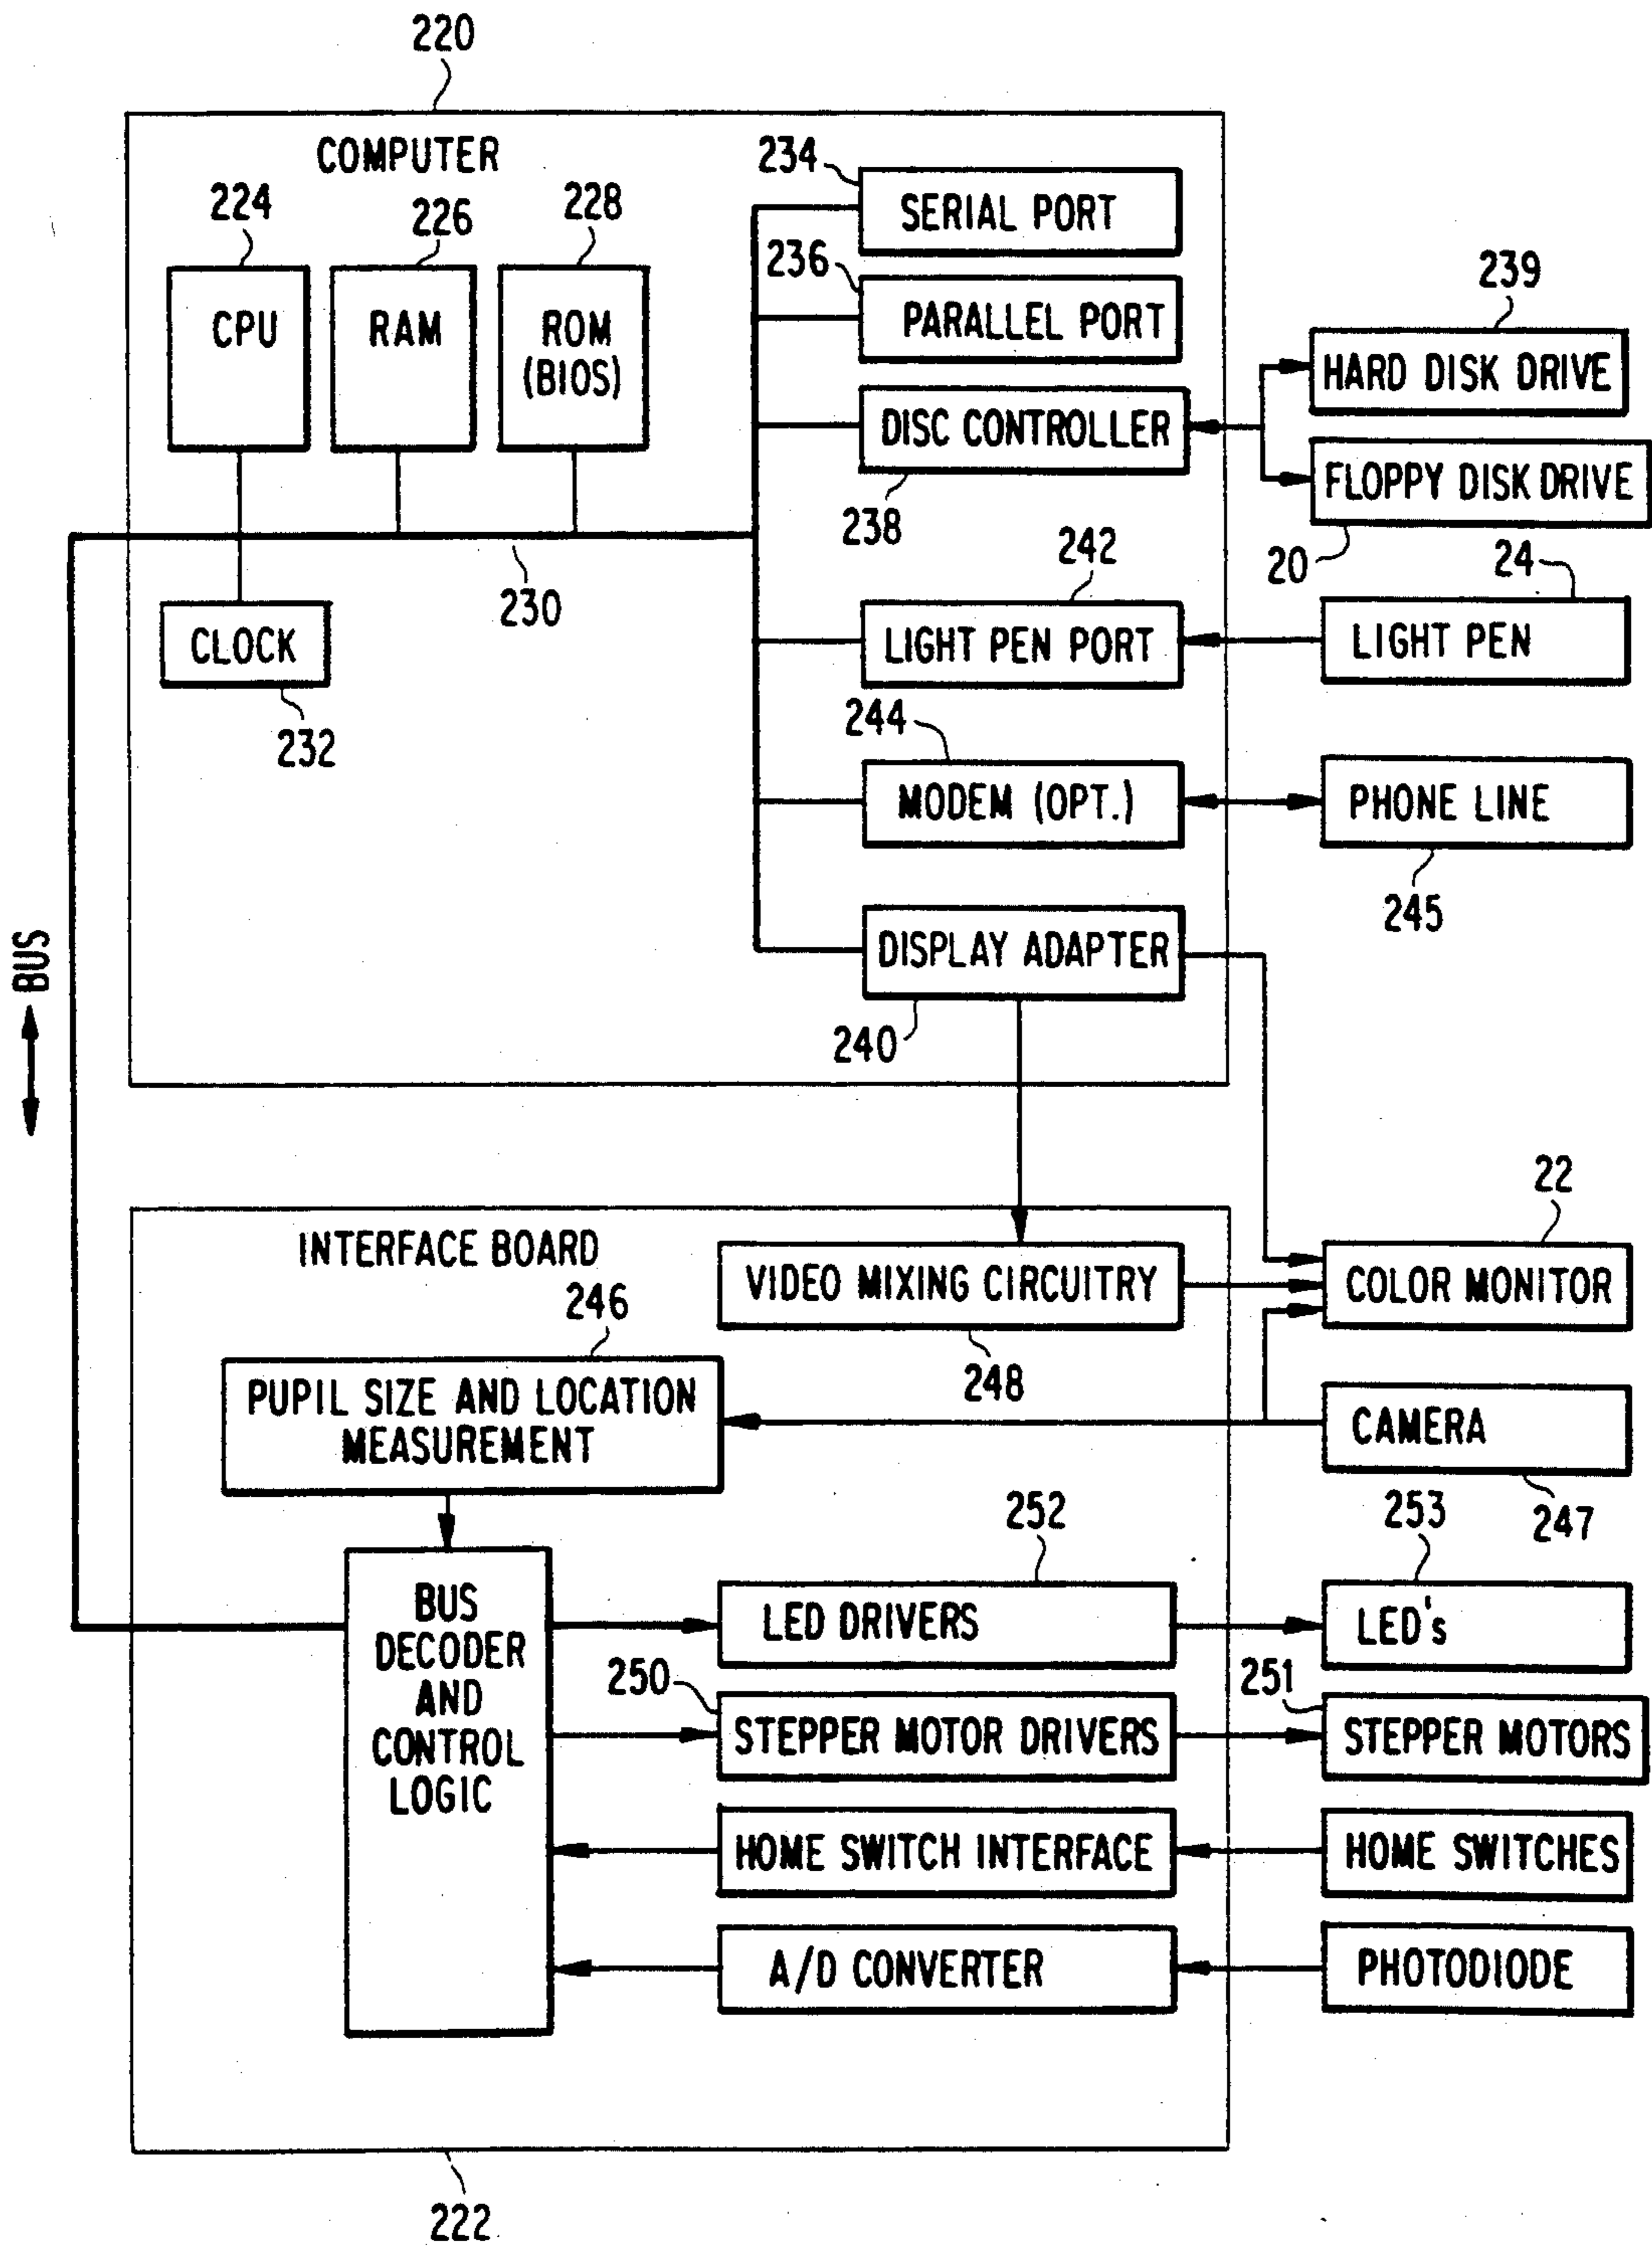 220
COMPUTER
224
226
228
CPU
RAM
ROM
(BIOS)
230
CLOCK
232
234
SERIAL PORT
236
PARALLEL PORT
DISC CONTROLLER
238
239
HARD DISK DRIVE
FLOPPY DISK DRIVE
20
242
LIGHT PEN PORT
24
LIGHT PEN
244
MODEM (OPT.)
PHONE LINE
245
DISPLAY ADAPTER
240
BUS
INTERFACE BOARD
VIDEO MIXING CIRCUITRY
248
22
COLOR MONITOR
246
PUPIL SIZE AND LOCATION
MEASUREMENT
CAMERA
247
BUS
DECODER
AND
CONTROL
LOGIC
252
LED DRIVERS
253
LED's
250
STEPPER MOTOR DRIVERS
251
STEPPER MOTORS
HOME SWITCH INTERFACE
HOME SWITCHES
A/D CONVERTER
PHOTODIODE
222